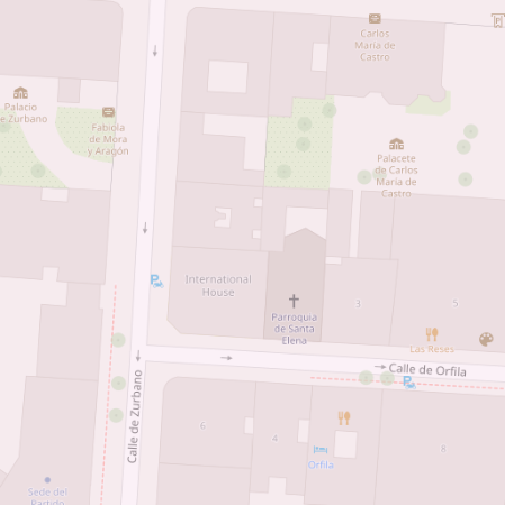 Carlos
María de
Castro
Palacio
e Zurbano
Fabiola
de Mora
y Aragón
Palacete
de Carlos
María de
Castro
International
House
Parroquia
de Santa
Elena
3
5
Las Reses
Calle de Orfila
Calle de Zurbano
6
4
8
Orfila
Sede del
Partido